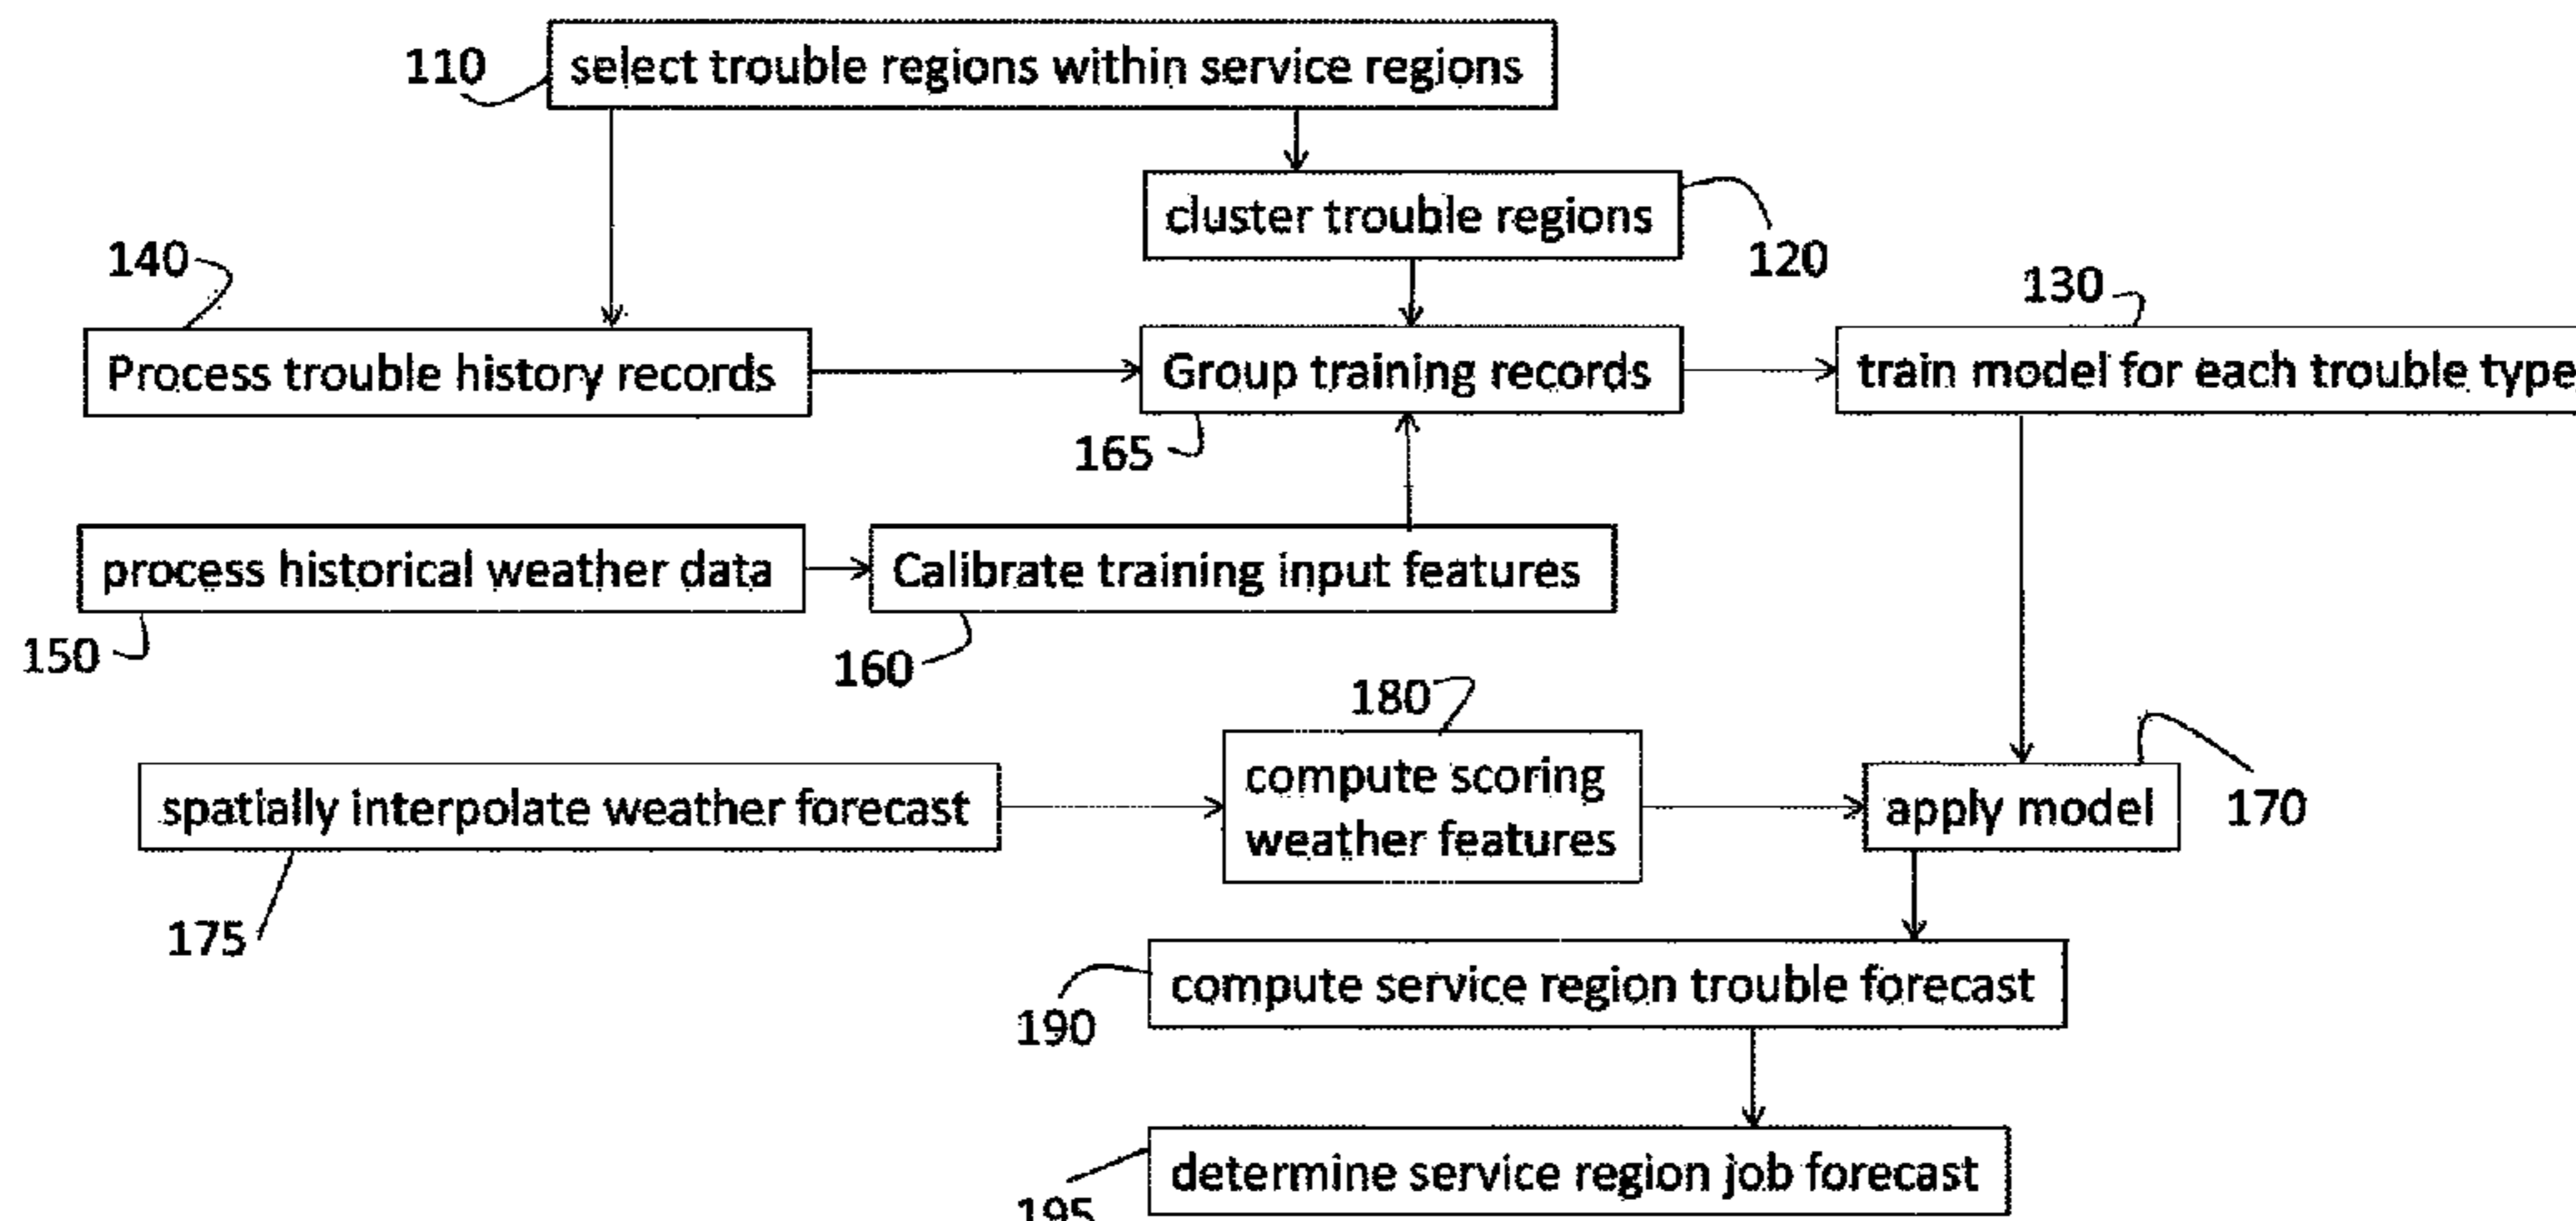 110
select trouble regions within service regions
cluster trouble regions
120
140
130
Process trouble history records
Group training records
train model for each trouble type
165
process historical weather data
Calibrate training input features
150
160
180
spatially interpolate weather forecast
compute scoring
weather features
apply model
170
175
compute service region trouble forecast
190
determine service region job forecast
195